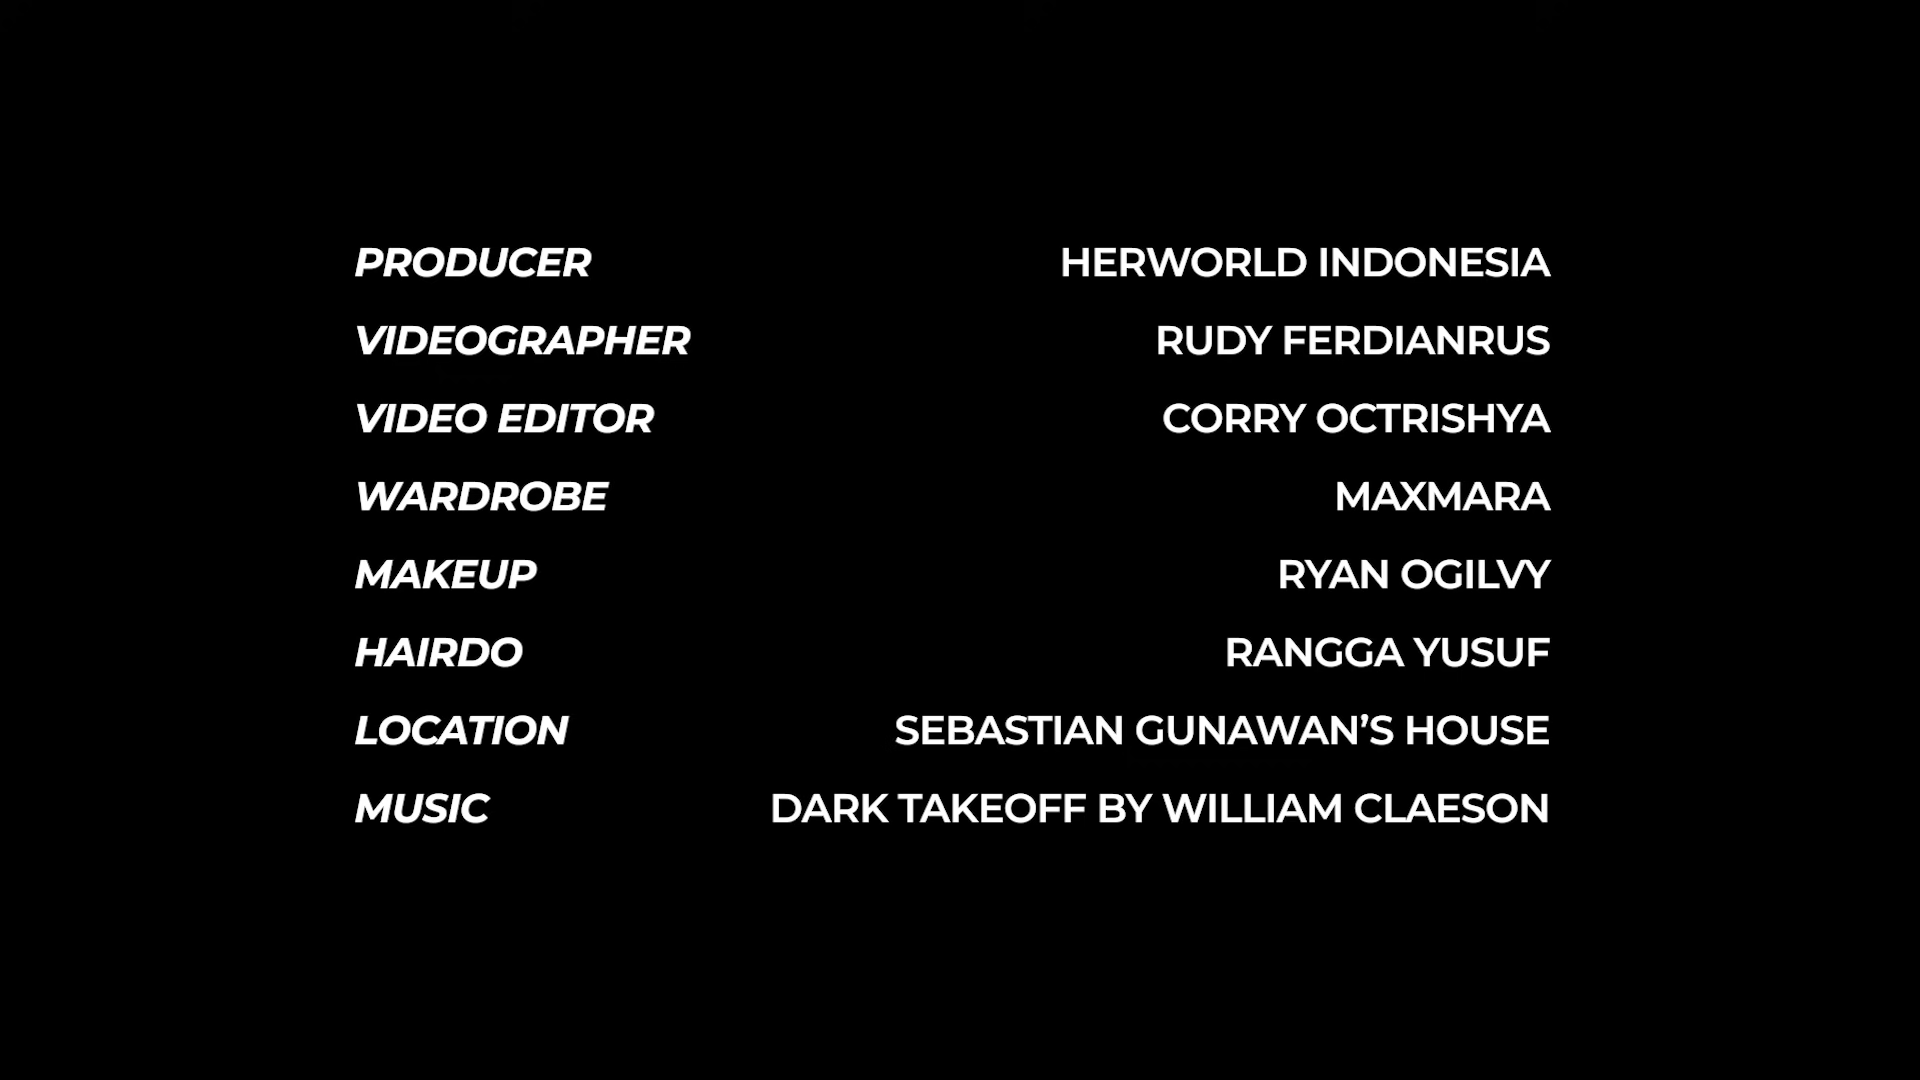 PRODUCER HERWORLD INDONESIA
VIDEOGRAPHER RUDY FERDIANRUS
VIDEO EDITOR CORRY OCTRISHYA
WARDROBE MAXMARA
MAKEUP RYAN OGILVY
HAIRDO RANGGA YUSUF
LOCATION SEBASTIAN GUNAWAN’S HOUSE
MUSIC DARK TAKEOFF BY WILLIAM CLAESON